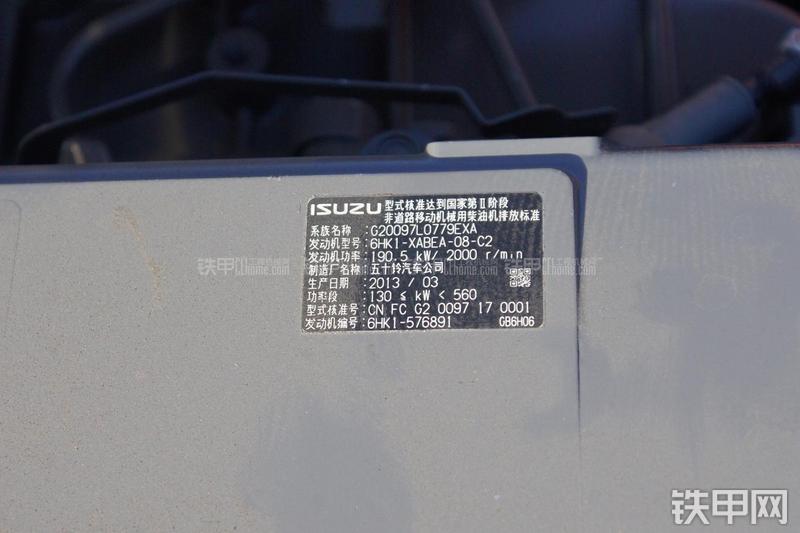 ISUZU 型式核准达到国家第Ⅱ阶段
非道路移动机械用柴油机排放标准
系族名称:G20097L0779EXA
发动机型号:6HK1-XABEA-08-C2
发动机功率:190.5 kW/ 2000 r/min
制造厂名称:五十铃汽车公司
生产日期:2013 / 03
功率段:130 ≤ kW < 560
型式核准号:CN FC G2 0097 17 0001
发动机编号:6HK1-576891 GB6H06
铁甲网